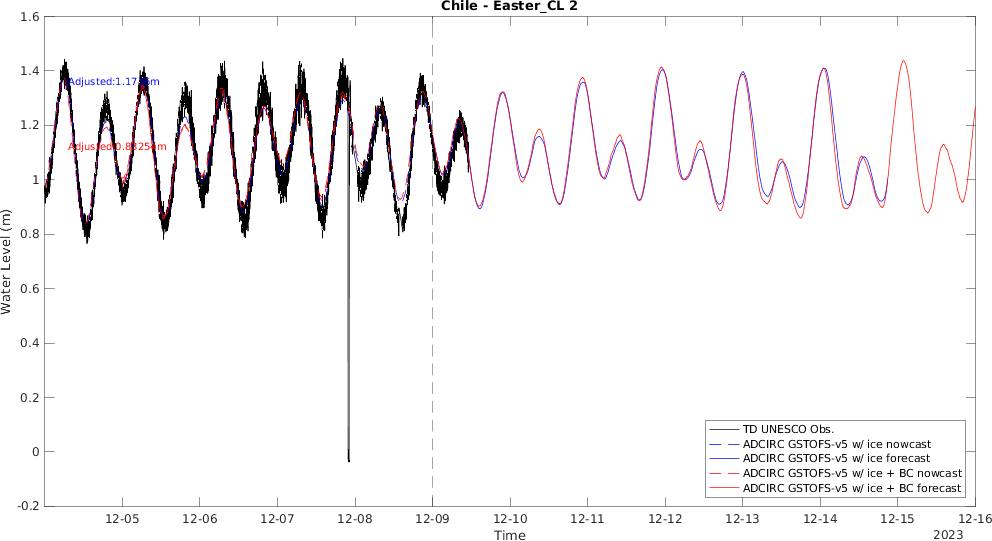 Chile - Easter_CL 2
1.6
1.4
1.2
1
0.8
0.6
0.4
0.2
0
-0.2
Water Level (m)
Adjusted:
Adjusted:
12-05
12-06
12-07
12-08
12-09
12-10
12-11
12-12
12-13
12-14
12-15
12-16
Time
2023
TD UNESCO Obs.
ADCIRC GSTOFS-v5 w/ ice nowcast
ADCIRC GSTOFS-v5 w/ ice forecast
ADCIRC GSTOFS-v5 w/ ice + BC nowcast
ADCIRC GSTOFS-v5 w/ ice + BC forecast